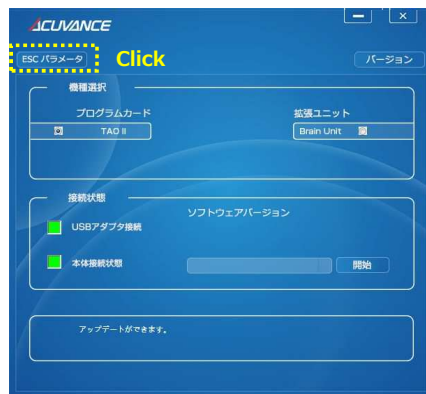 ACUVANCE
ESC パラメータ
Click
バージョン
機種選択
プログラムカード
拡張ユニット
TAO II
Brain Unit
接続状態
ソフトウェアバージョン
USBアダプタ接続
本体接続状態
開始
アップデートができます。